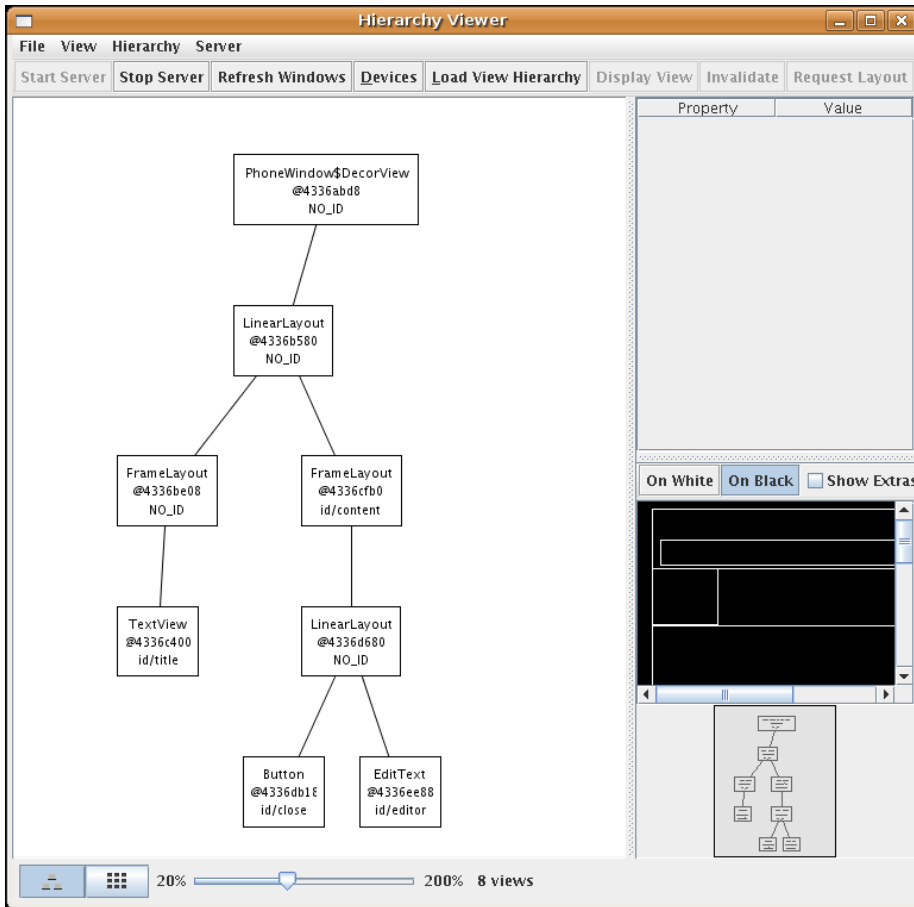 Hierarchy Viewer
File View Hierarchy Server
Start Server Stop Server Refresh Windows Devices Load View Hierarchy Display View Invalidate Request Layout
Property Value
PhoneWindow$DecorView
@4336abd8
NO_ID
LinearLayout
@4336b580
NO_ID
FrameLayout
@4336be08
NO_ID
FrameLayout
@4336cfb0
id/content
TextView
@4336c400
id/title
LinearLayout
@4336d680
NO_ID
Button
@4336db18
id/close
EditText
@4336ee88
id/editor
On White On Black Show Extras
20% 200% 8 views